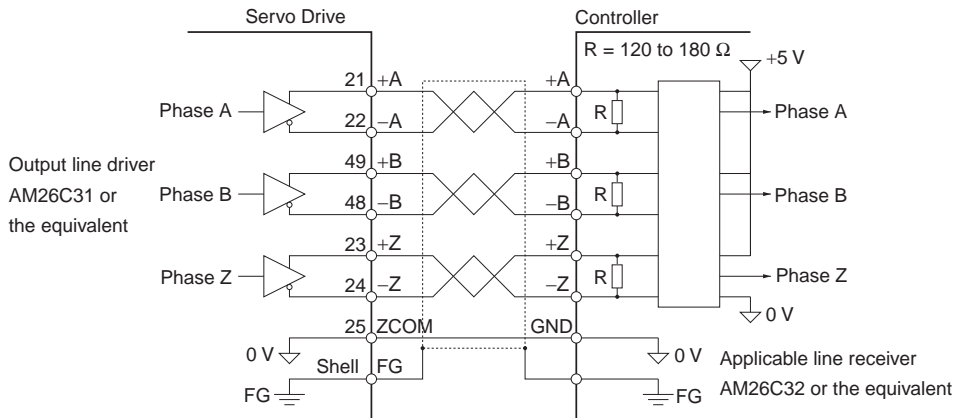 Servo Drive
Controller
R = 120 to 180 Ω
+5 V
21 +A
+A
Phase A
R
Phase A
22 −A
−A
Output line driver
AM26C31 or
the equivalent
49 +B
+B
Phase B
R
Phase B
48 −B
−B
23 +Z
+Z
Phase Z
R
Phase Z
24 −Z
−Z
0 V
25 ZCOM
GND
0 V
0 V
Shell FG
FG
FG
Applicable line receiver
AM26C32 or the equivalent